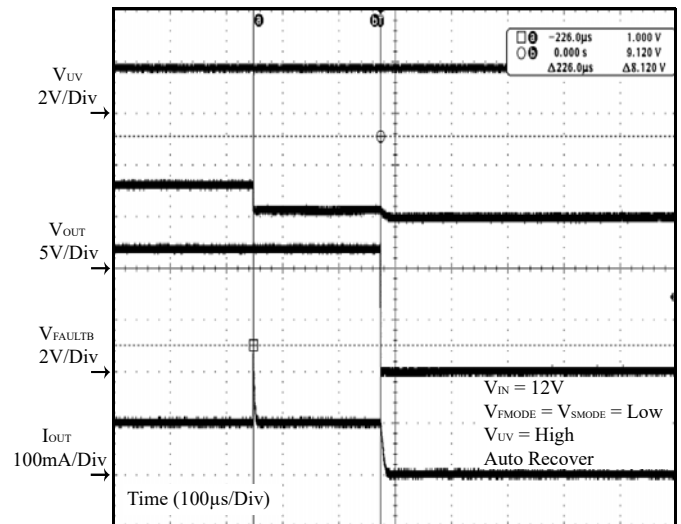 a
b
−226.0µs 1.000 V
b 0.000 s 9.120 V
Δ226.0µs Δ8.120 V
VUV
2V/Div
VOUT
5V/Div
VFAULTB
2V/Div
IOUT
100mA/Div
VIN = 12V
VFMODE = VSMODE = Low
VUV = High
Auto Recover
Time (100µs/Div)